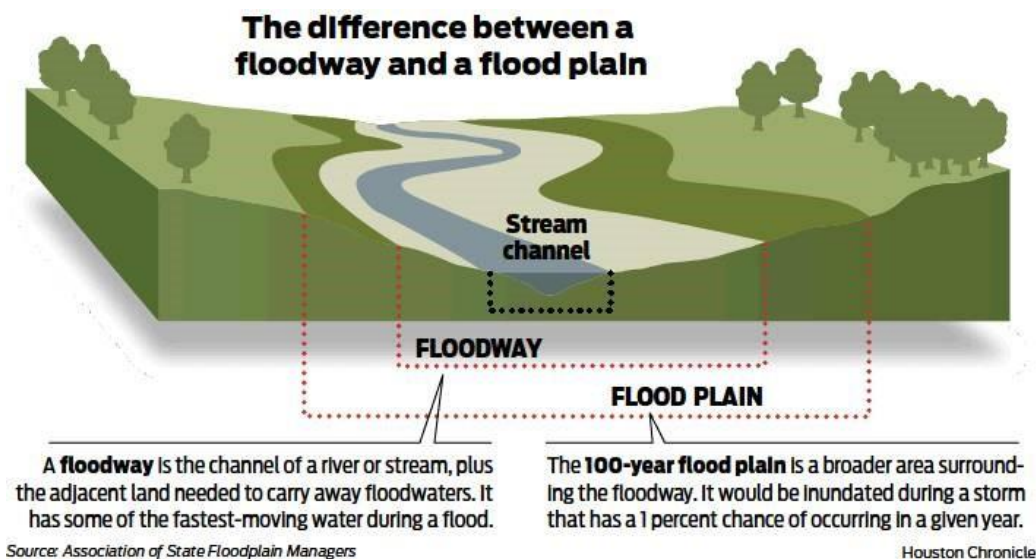 The difference between a
floodway and a flood plain
Stream
channel
FLOODWAY
FLOOD PLAIN
A floodway is the channel of a river or stream, plus
the adjacent land needed to carry away floodwaters. It
has some of the fastest-moving water during a flood.
The 100-year flood plain is a broader area surround-
ing the floodway. It would be inundated during a storm
that has a 1 percent chance of occurring in a given year.
Source: Association of State Floodplain Managers
Houston Chronicle